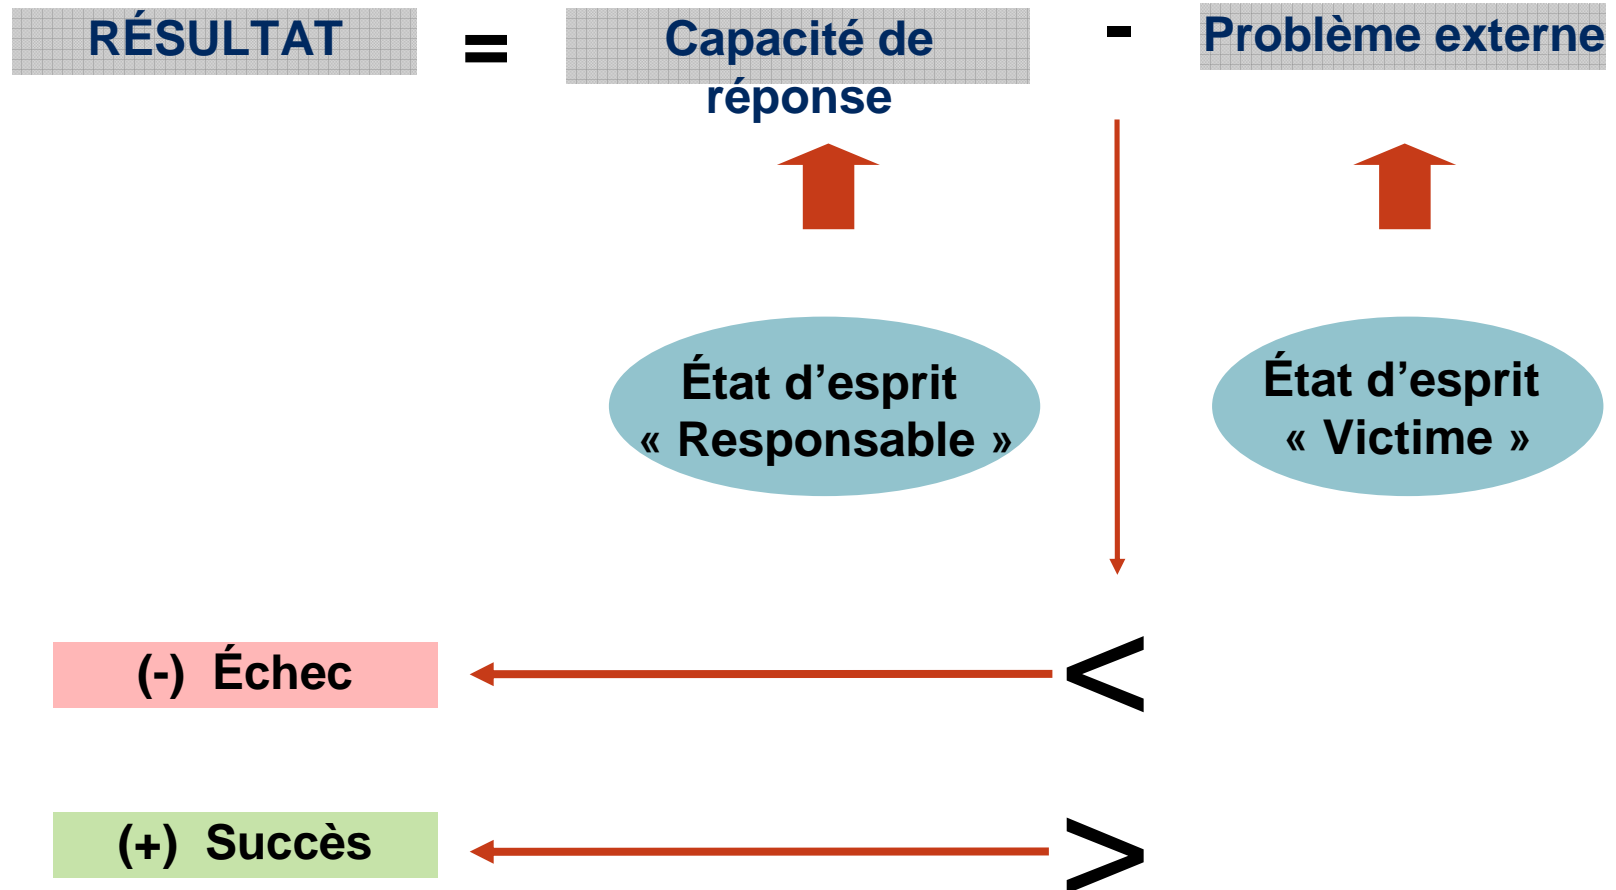 RÉSULTAT = Capacité de - Problème externe
réponse
État d’esprit
« Responsable »
État d’esprit
« Victime »
(-) Échec
<
(+) Succès
>